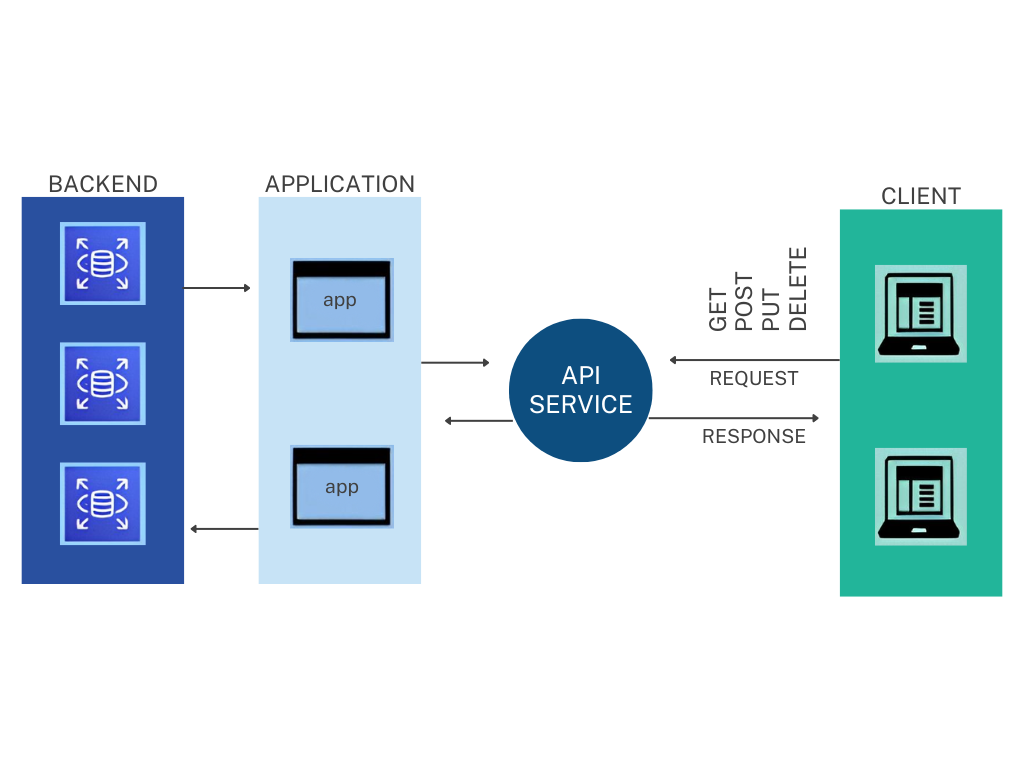 BACKEND
APPLICATION
CLIENT
app
app
API
SERVICE
GET
POST
PUT
DELETE
REQUEST
RESPONSE